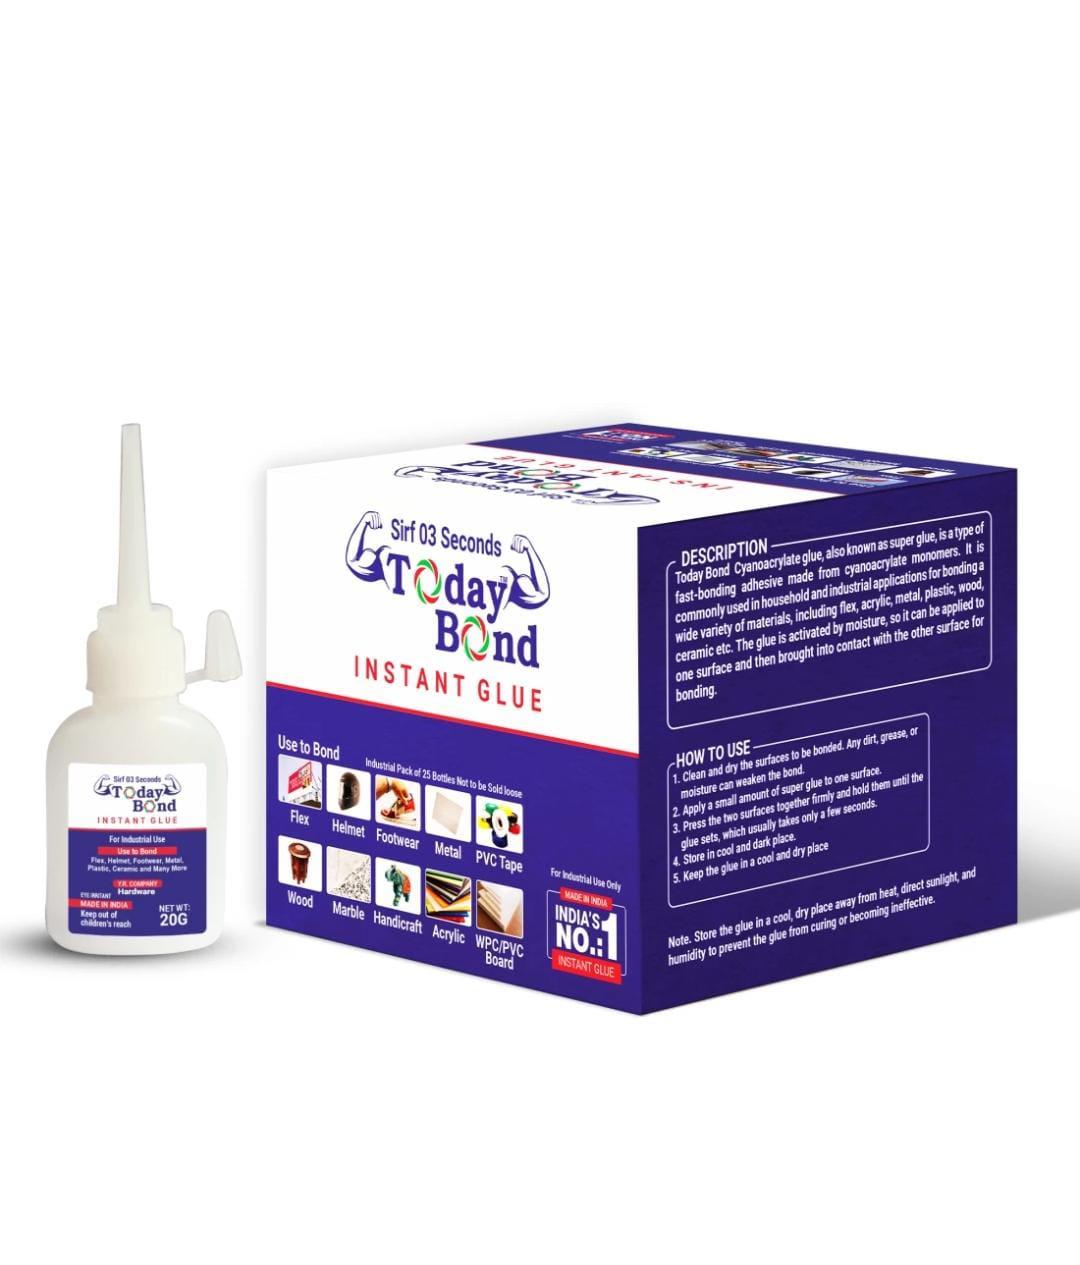 Sirf 03 Seconds
Today
Bond
INSTANT GLUE
For Industrial Use
Use to Bond
Flex, Helmet, Footwear, Metal,
Plastic, Ceramic and Many More
Y.R. COMPANY
EYE IRRITANT Hardware
MADE IN INDIA
Keep out of
children's reach
NET WT:
20G
INSTANT GLUE
Sirf 03 Seconds
Today
Bond
Sirf 03 Seconds
Today TM
Bond
INSTANT GLUE
Use to Bond
Industrial Pack of 25 Bottles Not to be Sold loose
Flex
Helmet
Footwear
Metal
PVC Tape
Wood
Marble
Handicraft
Acrylic
WPC/PVC
Board
For Industrial Use Only
MADE IN INDIA
INDIA'S
NO.:1
INSTANT GLUE
DESCRIPTION
Today Bond Cyanoacrylate glue, also known as super glue, is a type of
fast-bonding adhesive made from cyanoacrylate monomers. It is
commonly used in household and industrial applications for bonding a
wide variety of materials, including flex, acrylic, metal, plastic, wood,
ceramic etc. The glue is activated by moisture, so it can be applied to
one surface and then brought into contact with the other surface for
bonding.
HOW TO USE
1. Clean and dry the surfaces to be bonded. Any dirt, grease, or
moisture can weaken the bond.
2. Apply a small amount of super glue to one surface.
3. Press the two surfaces together firmly and hold them until the
glue sets, which usually takes only a few seconds.
4. Store in cool and dark place.
5. Keep the glue in a cool and dry place
Note. Store the glue in a cool, dry place away from heat, direct sunlight, and
humidity to prevent the glue from curing or becoming ineffective.